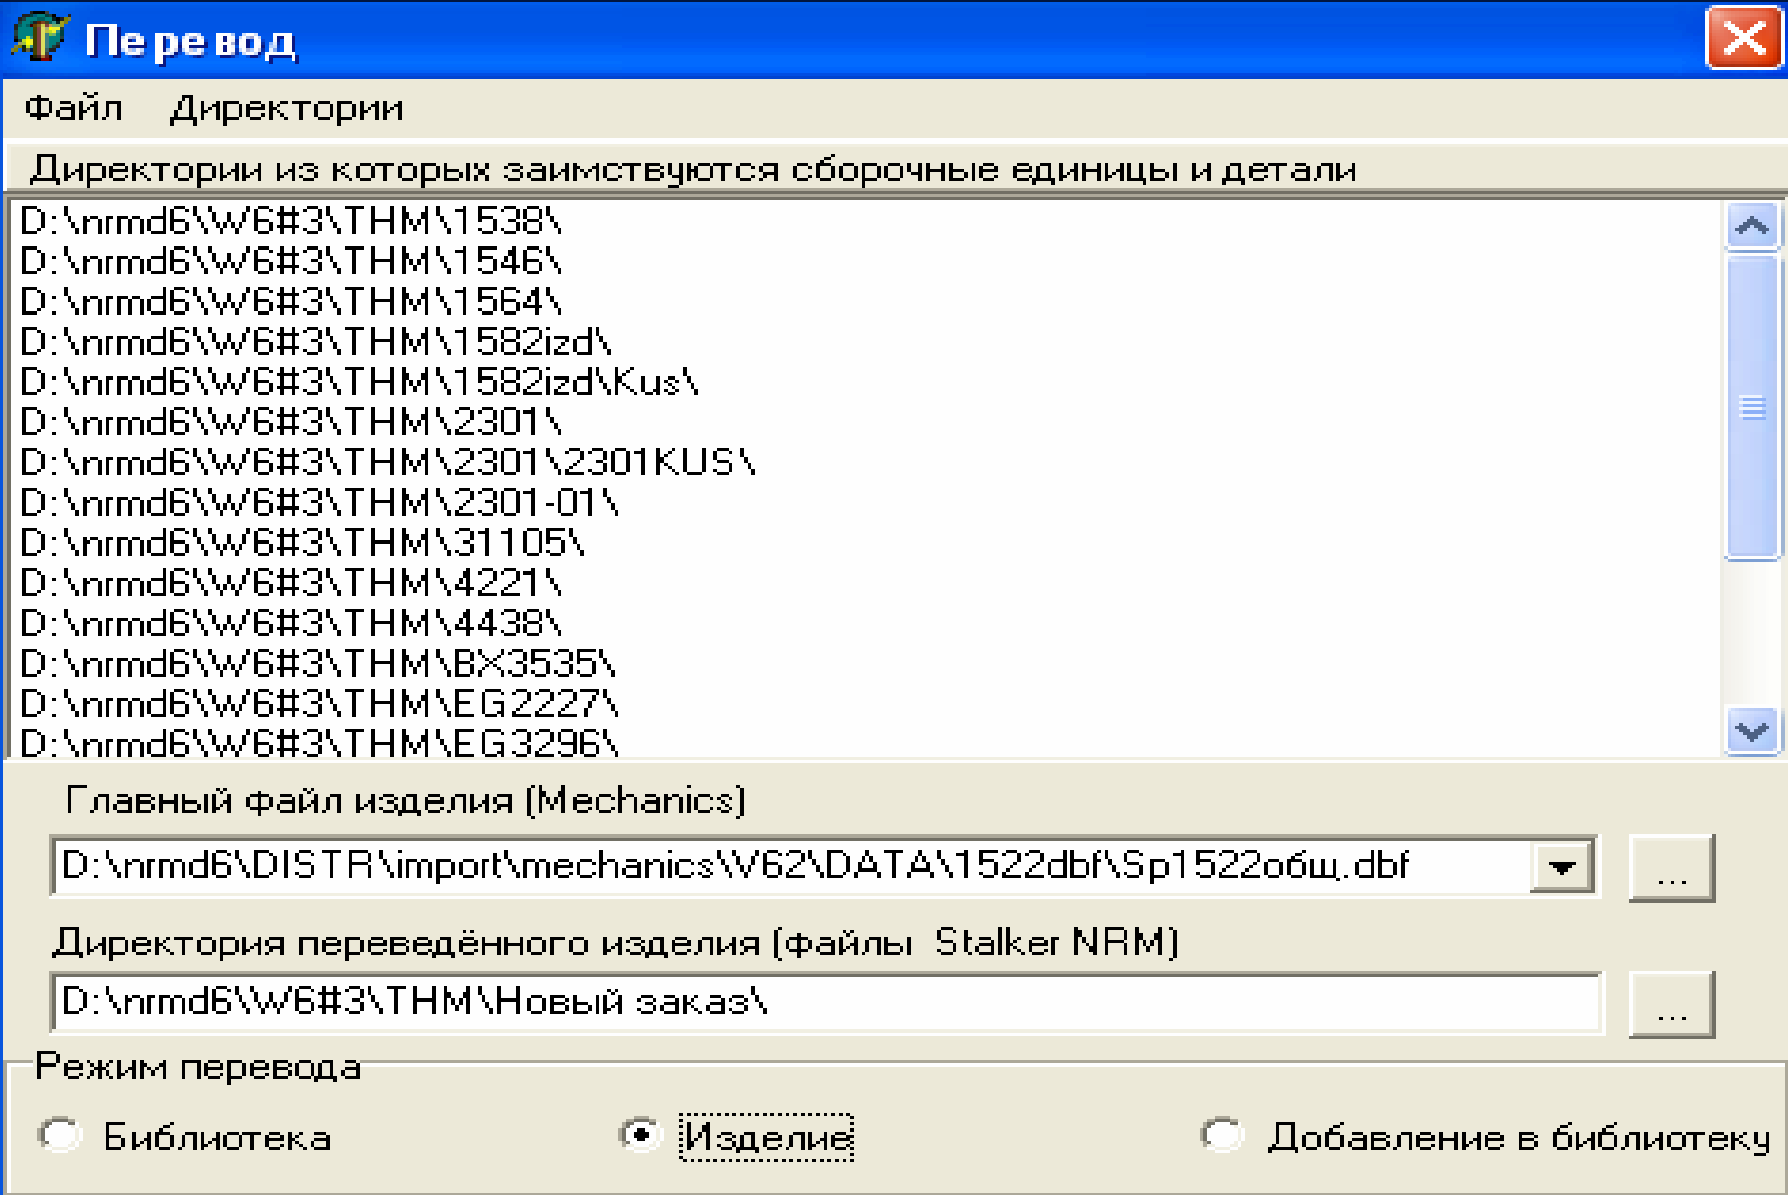 Перевод
Файл Директории
Директории из которых заимствуются сборочные единицы и детали
D:\nrmd6\W6#3\THM\1538\
D:\nrmd6\W6#3\THM\1546\
D:\nrmd6\W6#3\THM\1564\
D:\nrmd6\W6#3\THM\1582izd\
D:\nrmd6\W6#3\THM\1582izd\Kus\
D:\nrmd6\W6#3\THM\2301\
D:\nrmd6\W6#3\THM\2301\2301KUS\
D:\nrmd6\W6#3\THM\2301-01\
D:\nrmd6\W6#3\THM\31105\
D:\nrmd6\W6#3\THM\4221\
D:\nrmd6\W6#3\THM\4438\
D:\nrmd6\W6#3\THM\BX3535\
D:\nrmd6\W6#3\THM\EG2227\
D:\nrmd6\W6#3\THM\EG3296\
Главный файл изделия (Mechanics)
D:\nrmd6\DISTR\import\mechanics\V62\DATA\1522dbf\Sp1522общ.dbf ...
Директория переведённого изделия (файлы Stalker NRM)
D:\nrmd6\W6#3\THM\Новый заказ\ ...
Режим перевода
Библиотека Изделие Добавление в библиотеку